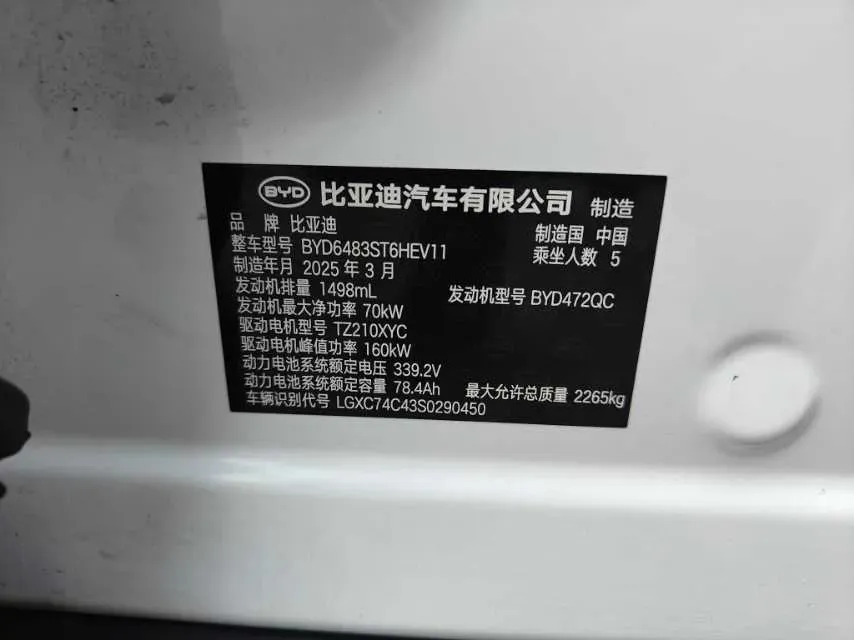 BYD 比亚迪汽车有限公司 制造
品 牌 比亚迪 制造国 中国
整车型号 BYD6483ST6HEV11 乘坐人数 5
制造年月 2025 年 3 月
发动机排量 1498mL 发动机型号 BYD472QC
发动机最大净功率 70kW
驱动电机型号 TZ210XYC
驱动电机峰值功率 160kW
动力电池系统额定电压 339.2V
动力电池系统额定容量 78.4Ah 最大允许总质量 2265kg
车辆识别代号 LGXC74C43S0290450